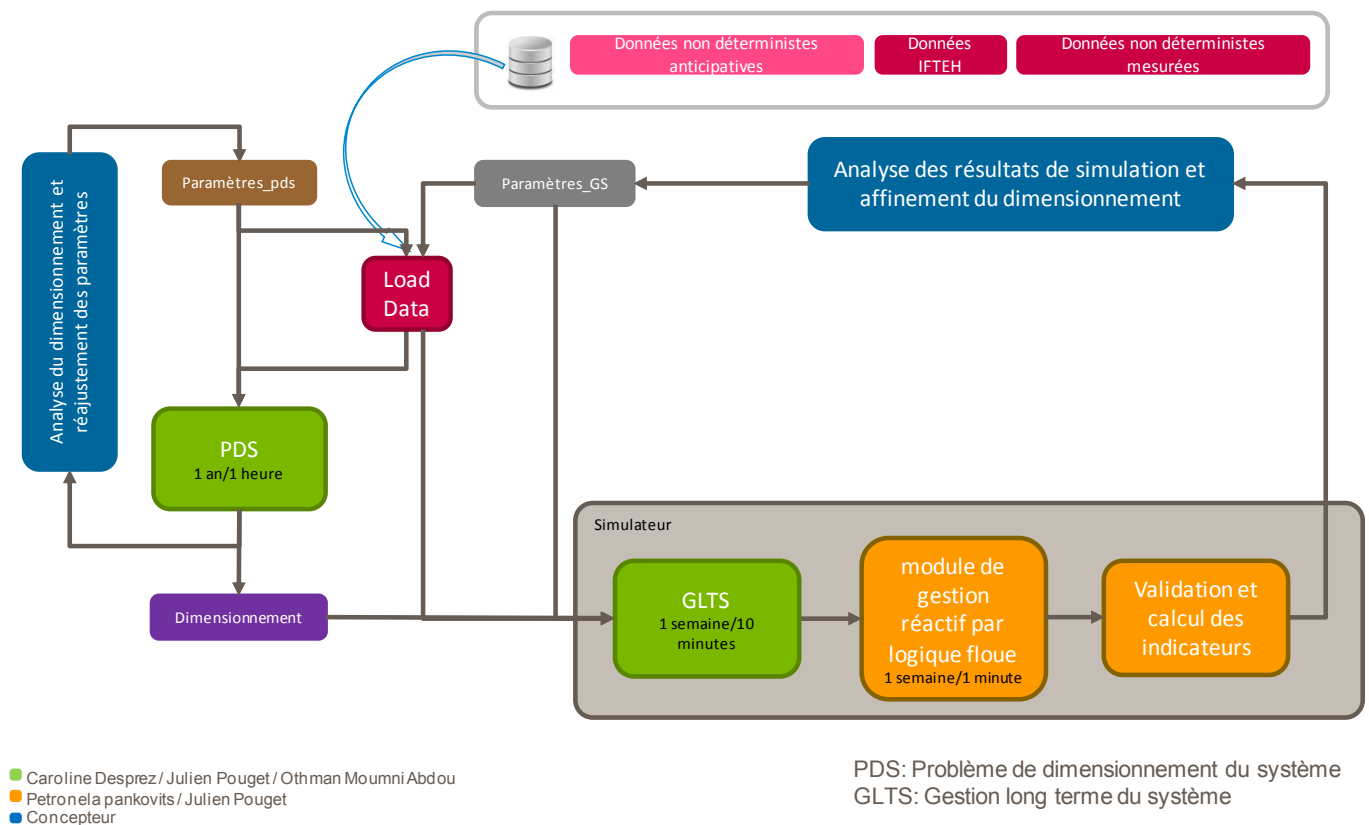 Données non déterministes
anticipatives
Données
IFTEH
Données non déterministes
mesurées
Analyse du dimensionnement et
réajustement des paramètres
Paramètres_pds
Paramètres_GS
Analyse des résultats de simulation et
affinement du dimensionnement
Load
Data
PDS
1 an/1 heure
Dimensionnement
Simulateur
GLTS
1 semaine/10
minutes
module de
gestion
réactif par
logique floue
1 semaine/1 minute
Validation et
calcul des
indicateurs
Caroline Desprez / Julien Pouget / Othman Moumni Abdou
Petronela pankovits / Julien Pouget
Concepteur
PDS: Problème de dimensionnement du système
GLTS: Gestion long terme du système